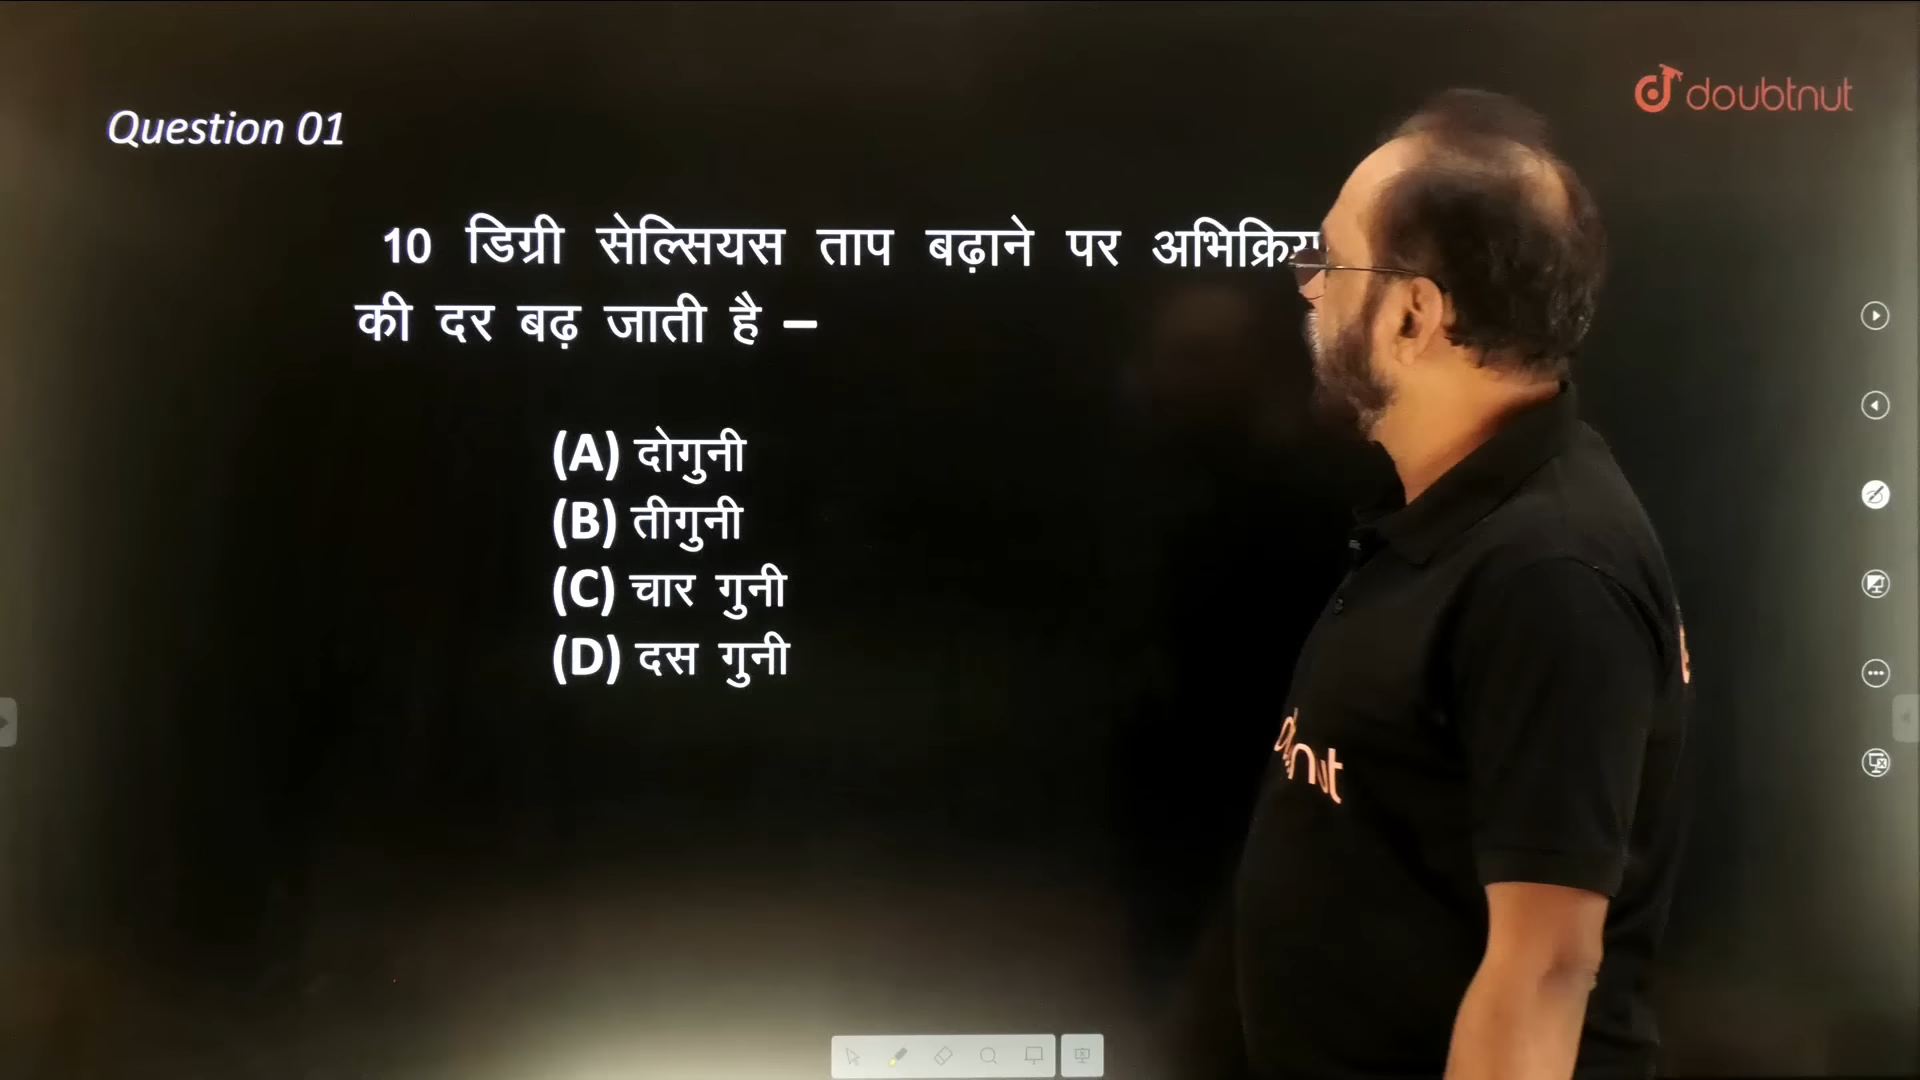 doubtnut
Question 01
10 डिग्री सेल्सियस ताप बढ़ाने पर
की दर बढ़ जाती है –
(A) दोगुनी
(B) तीगुनी
(C) चार गुनी
(D) दस गुनी